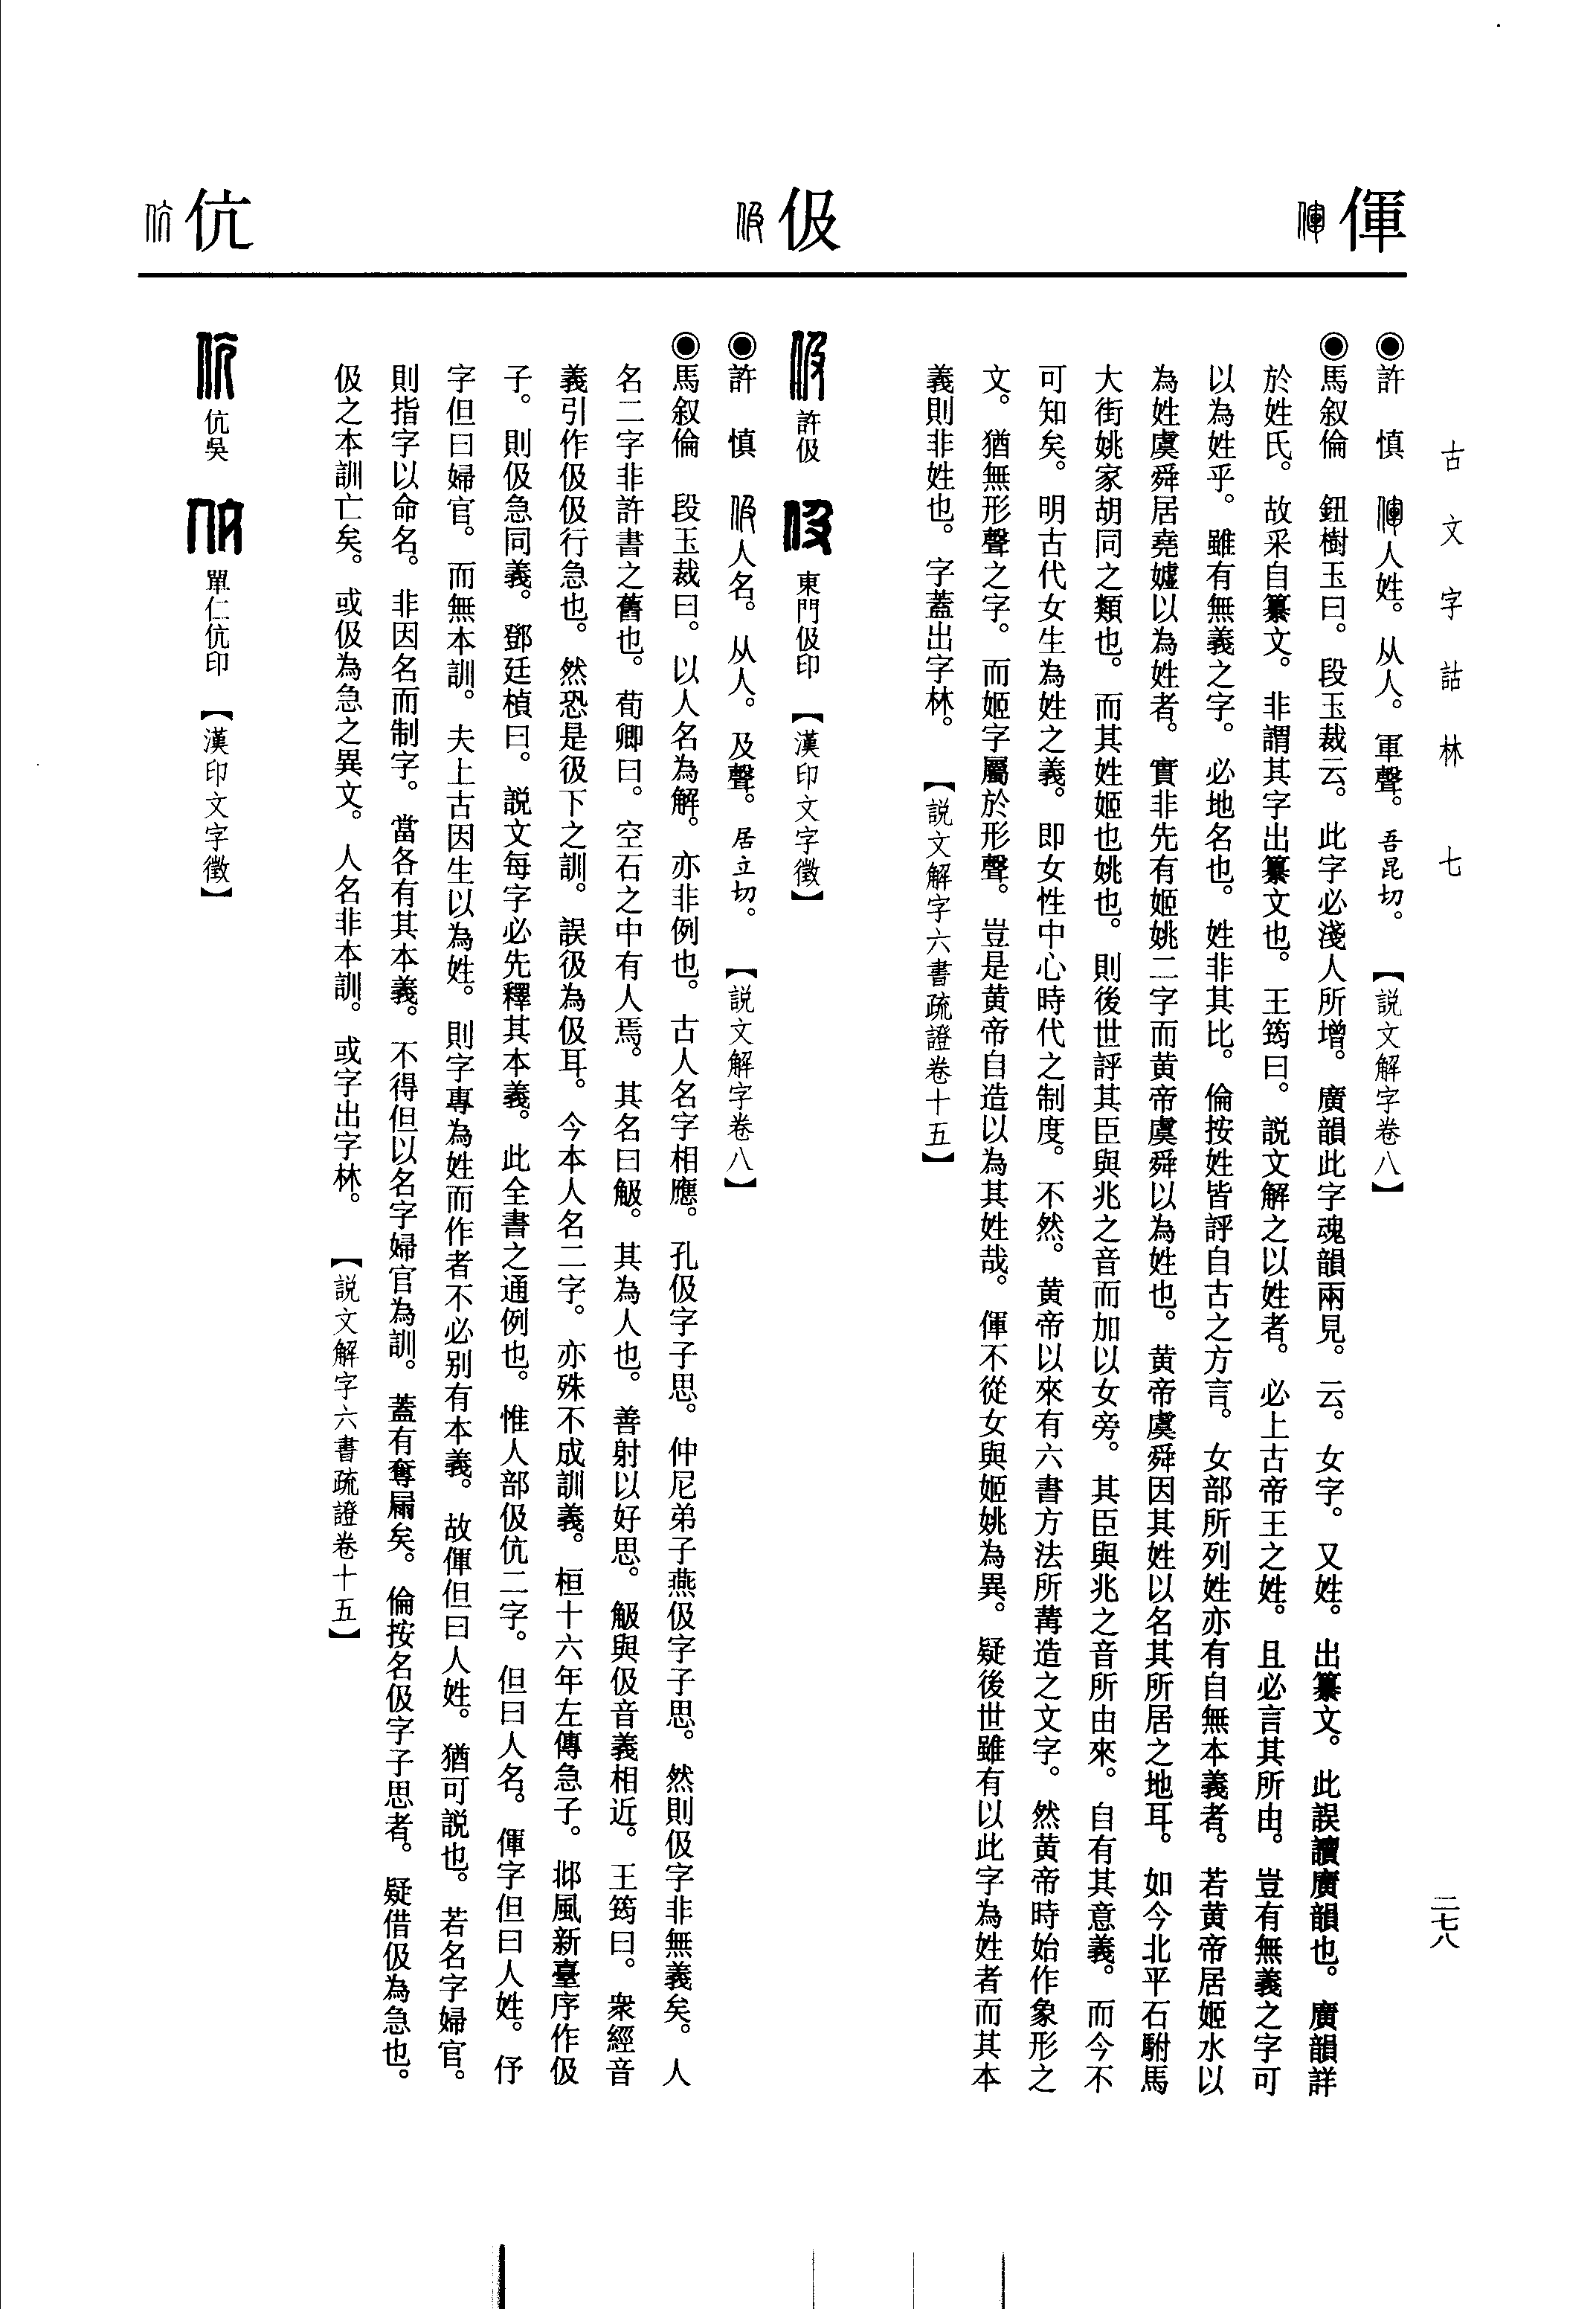 古文字詁林 七
二七八
㑮
伋
伉
◉許 慎 人姓。从人。軍聲。吾昆切。【説文解字卷八】
◉馬叙倫 鈕樹玉曰。段玉裁云。此字必淺人所增。廣韻此字魂韻兩見。云。女字。又姓。出纂文。此誤讀廣韻也。廣韻詳
於姓氏。故采自纂文。非謂其字出纂文也。王筠曰。説文解之以姓者。必上古帝王之姓。且必言其所由。豈有無義之字可
以為姓乎。雖有無義之字。必地名也。姓非其比。倫按姓皆評自古之方言。女部所列姓亦有自無本義者。若黄帝居姬水以
為姓虞舜居堯嬘以為姓者。實非先有姬姚二字而黄帝虞舜以為姓也。黄帝虞舜因其姓以名其所居之地耳。如今北平石駙馬
大街姚家胡同之類也。而其姓姬也姚也。則後世評其臣與兆之音而加以女旁。其臣與兆之音所由來。自有其意義。而今不
可知矣。明古代女生為姓之義。即女性中心時代之制度。不然。黄帝以來有六書方法所冓造之文字。然黄帝時始作象形之
文。猶無形聲之字。而姬字屬於形聲。豈是黄帝自造以為其姓哉。㑮不從女與姬姚為異。疑後世雖有以此字為姓者而其本
義則非姓也。字蓋出字林。【説文解字六書疏證卷十五】
許伋 東門伋印【漢印文字徵】
◉許 慎 人名。从人。及聲。居立切。【説文解字卷八】
◉馬叙倫 段玉裁曰。以人名為解。亦非例也。古人名字相應。孔伋字子思。仲尼弟子燕伋字子思。然則伋字非無義矣。人
名二字非許書之舊也。荀卿曰。空石之中有人焉。其名曰觙。其為人也。善射以好思。觙與伋音義相近。王筠曰。衆經音
義引作伋伋行急也。然恐是彶下之訓。誤彶為伋耳。今本人名二字。亦殊不成訓義。桓十六年左傳急子。邶風新臺序作伋
子。則伋急同義。鄧廷楨曰。説文每字必先釋其本義。此全書之通例也。惟人部伋伉二字。但曰人名。㑮字但曰人姓。伃
字但曰婦官。而無本訓。夫上古因生以為姓。則字專為姓而作者不必别有本義。故㑮但曰人姓。猶可説也。若名字婦官。
則指字以命名。非因名而制字。當各有其本義。不得但以名字婦官為訓。蓋有奪屚矣。倫按名伋字子思者。疑借伋為急也。
伋之本訓亡矣。或伋為急之異文。人名非本訓。或字出字林。【説文解字六書疏證卷十五】
伉吳 單仁伉印【漢印文字徵】